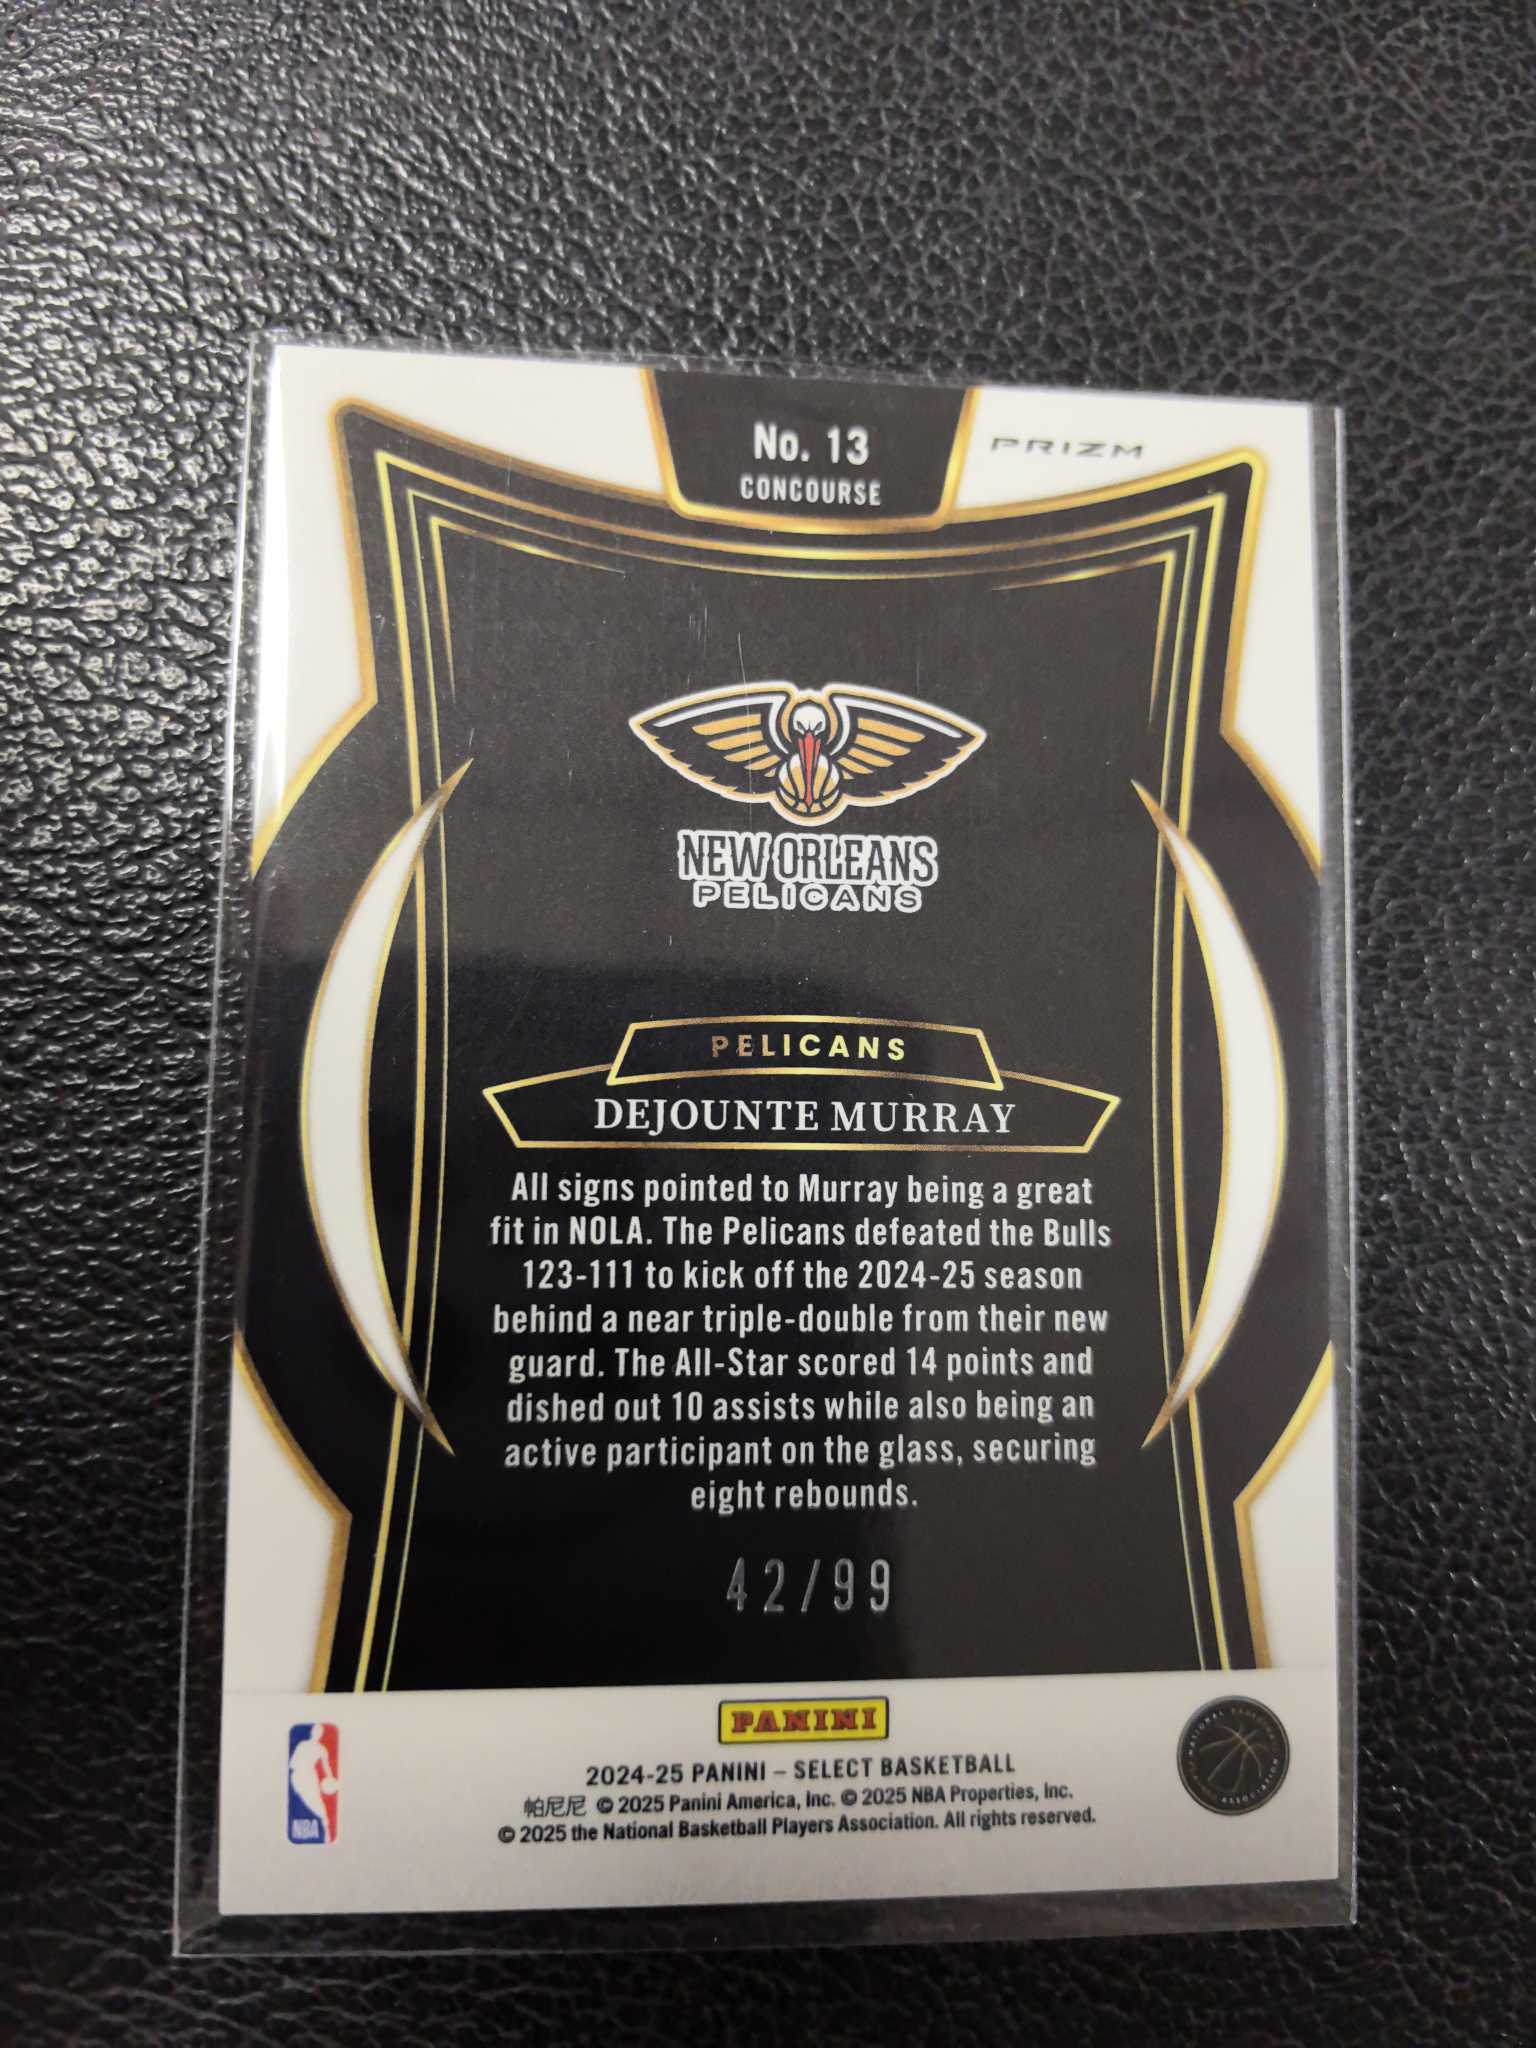 No. 13
CONCOURSE
PRIZM
NEW ORLEANS
PELICANS
PELICANS
DEJOUNTE MURRAY
All signs pointed to Murray being a great
fit in NOLA. The Pelicans defeated the Bulls
123-111 to kick off the 2024-25 season
behind a near triple-double from their new
guard. The All-Star scored 14 points and
dished out 10 assists while also being an
active participant on the glass, securing
eight rebounds.
42/99
PANINI
2024-25 PANINI – SELECT BASKETBALL
帕尼尼 © 2025 Panini America, Inc. © 2025 NBA Properties, Inc.
© 2025 the National Basketball Players Association. All rights reserved.
NBA
NATIONAL BASKETBALL
ASSOCIATION